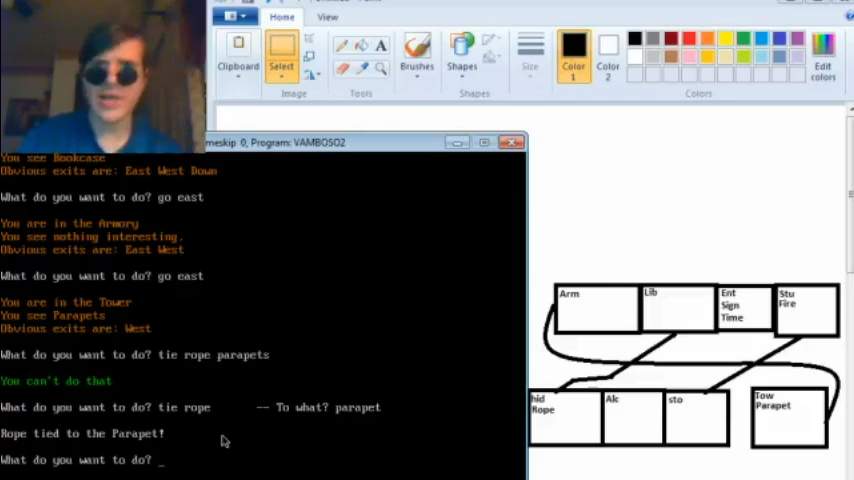 Home
View
Clipboard
Select
Image
Tools
Brushes
Shapes
Shapes
Size
Color
1
Color
2
Edit
colors
Colors
meskip 0, Program: VAMBOSO2
You see Bookcase
Obvious exits are: East West Down
What do you want to do? go east
You are in the Armory
You see nothing interesting.
Obvious exits are: East West
What do you want to do? go east
You are in the Tower
You see Parapets
Obvious exits are: West
What do you want to do? tie rope parapets
You can't do that
What do you want to do? tie rope -- To what? parapet
Rope tied to the Parapet!
What do you want to do? _
Arm
Lib
Ent
Sign
Time
Stu
Fire
hid
Rope
Alc
sto
Tow
Parapet